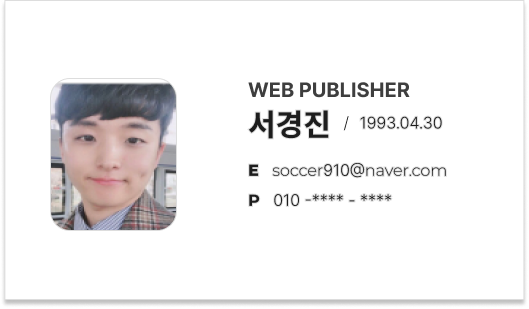 WEB PUBLISHER
서경진 / 1993.04.30
E soccer910@naver.com
P 010 -**** - ****